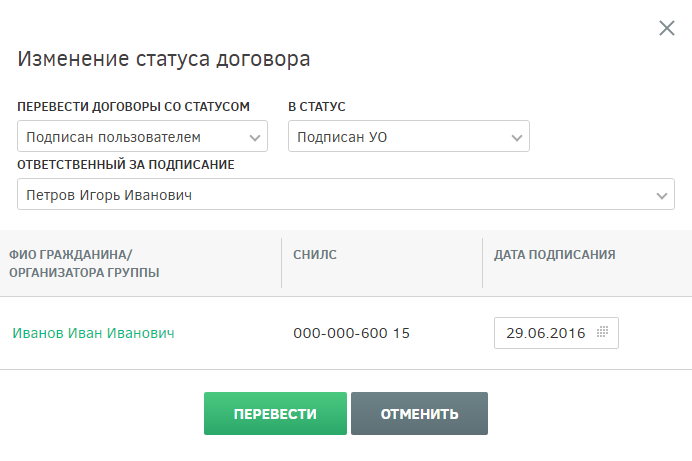 Изменение статуса договора
ПЕРЕВЕСТИ ДОГОВОРЫ СО СТАТУСОМ
В СТАТУС
Подписан пользователем
Подписан УО
ОТВЕТСТВЕННЫЙ ЗА ПОДПИСАНИЕ
Петров Игорь Иванович
ФИО ГРАЖДАНИНА/
ОРГАНИЗАТОРА ГРУППЫ
СНИЛС
ДАТА ПОДПИСАНИЯ
Иванов Иван Иванович
000-000-600 15
29.06.2016
ПЕРЕВЕСТИ
ОТМЕНИТЬ